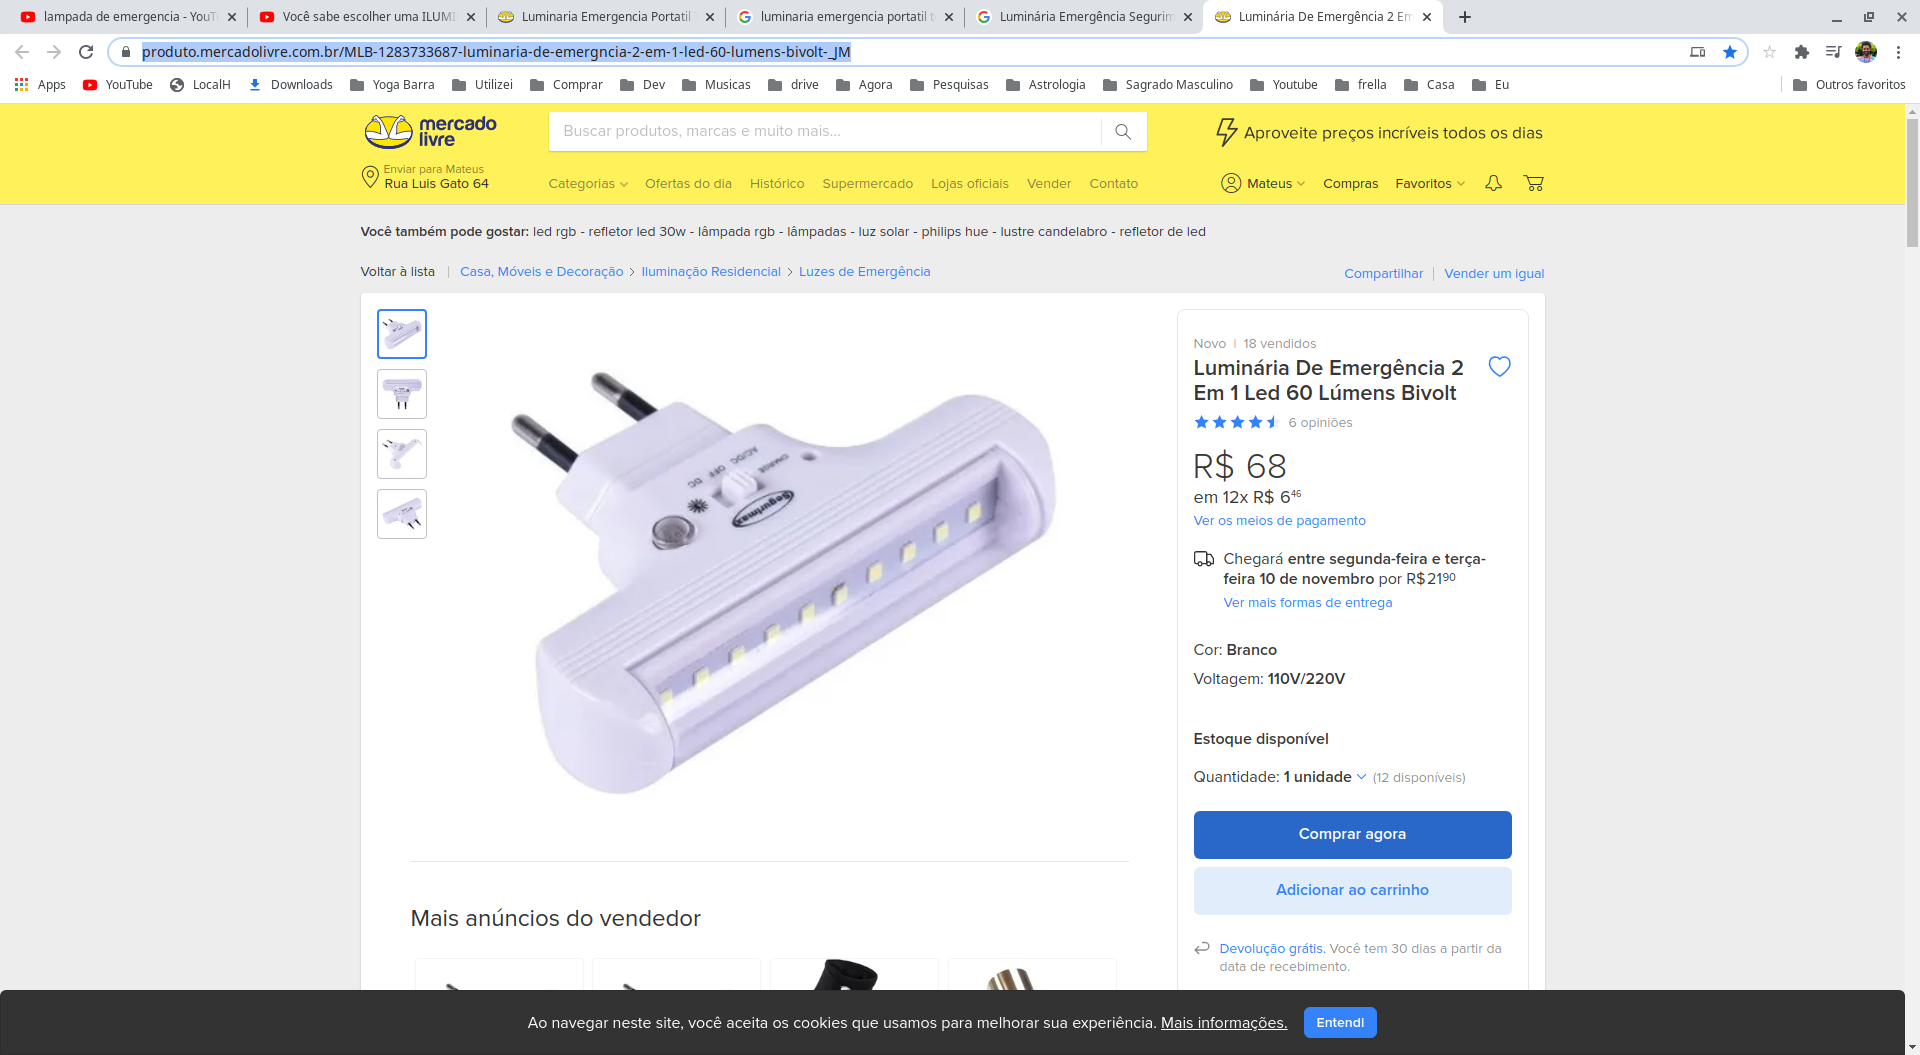 lampada de emergencia - YouT
Você sabe escolher uma ILUMI
Luminaria Emergencia Portatil
luminaria emergencia portatil t
Luminária Emergência Segurim
Luminária De Emergência 2 Em
produto.mercadolivre.com.br/MLB-1283733687-luminaria-de-emergncia-2-em-1-led-60-lumens-bivolt-_JM
Apps YouTube LocalH Downloads Yoga Barra Utilizei Comprar Dev Musicas drive Agora Pesquisas Astrologia Sagrado Masculino Youtube frella Casa Eu Outros favoritos
mercado
livre
Buscar produtos, marcas e muito mais...
Aproveite preços incríveis todos os dias
Enviar para Mateus
Rua Luis Gato 64
Categorias Ofertas do dia Histórico Supermercado Lojas oficiais Vender Contato
Mateus Compras Favoritos
Você também pode gostar: led rgb - refletor led 30w - lâmpada rgb - lâmpadas - luz solar - philips hue - lustre candelabro - refletor de led
Voltar à lista | Casa, Móveis e Decoração > Iluminação Residencial > Luzes de Emergência
Compartilhar | Vender um igual
CHARGE
AC/DC OFF DC
Segurimax
Novo | 18 vendidos
Luminária De Emergência 2
Em 1 Led 60 Lúmens Bivolt
6 opiniões
R$ 68
em 12x R$ 6 46
Ver os meios de pagamento
Chegará entre segunda-feira e terça-
feira 10 de novembro por R$ 21 90
Ver mais formas de entrega
Cor: Branco
Voltagem: 110V/220V
Estoque disponível
Quantidade: 1 unidade (12 disponíveis)
Comprar agora
Adicionar ao carrinho
Devolução grátis. Você tem 30 dias a partir da
data de recebimento.
Mais anúncios do vendedor
Ao navegar neste site, você aceita os cookies que usamos para melhorar sua experiência. Mais informações.
Entendi